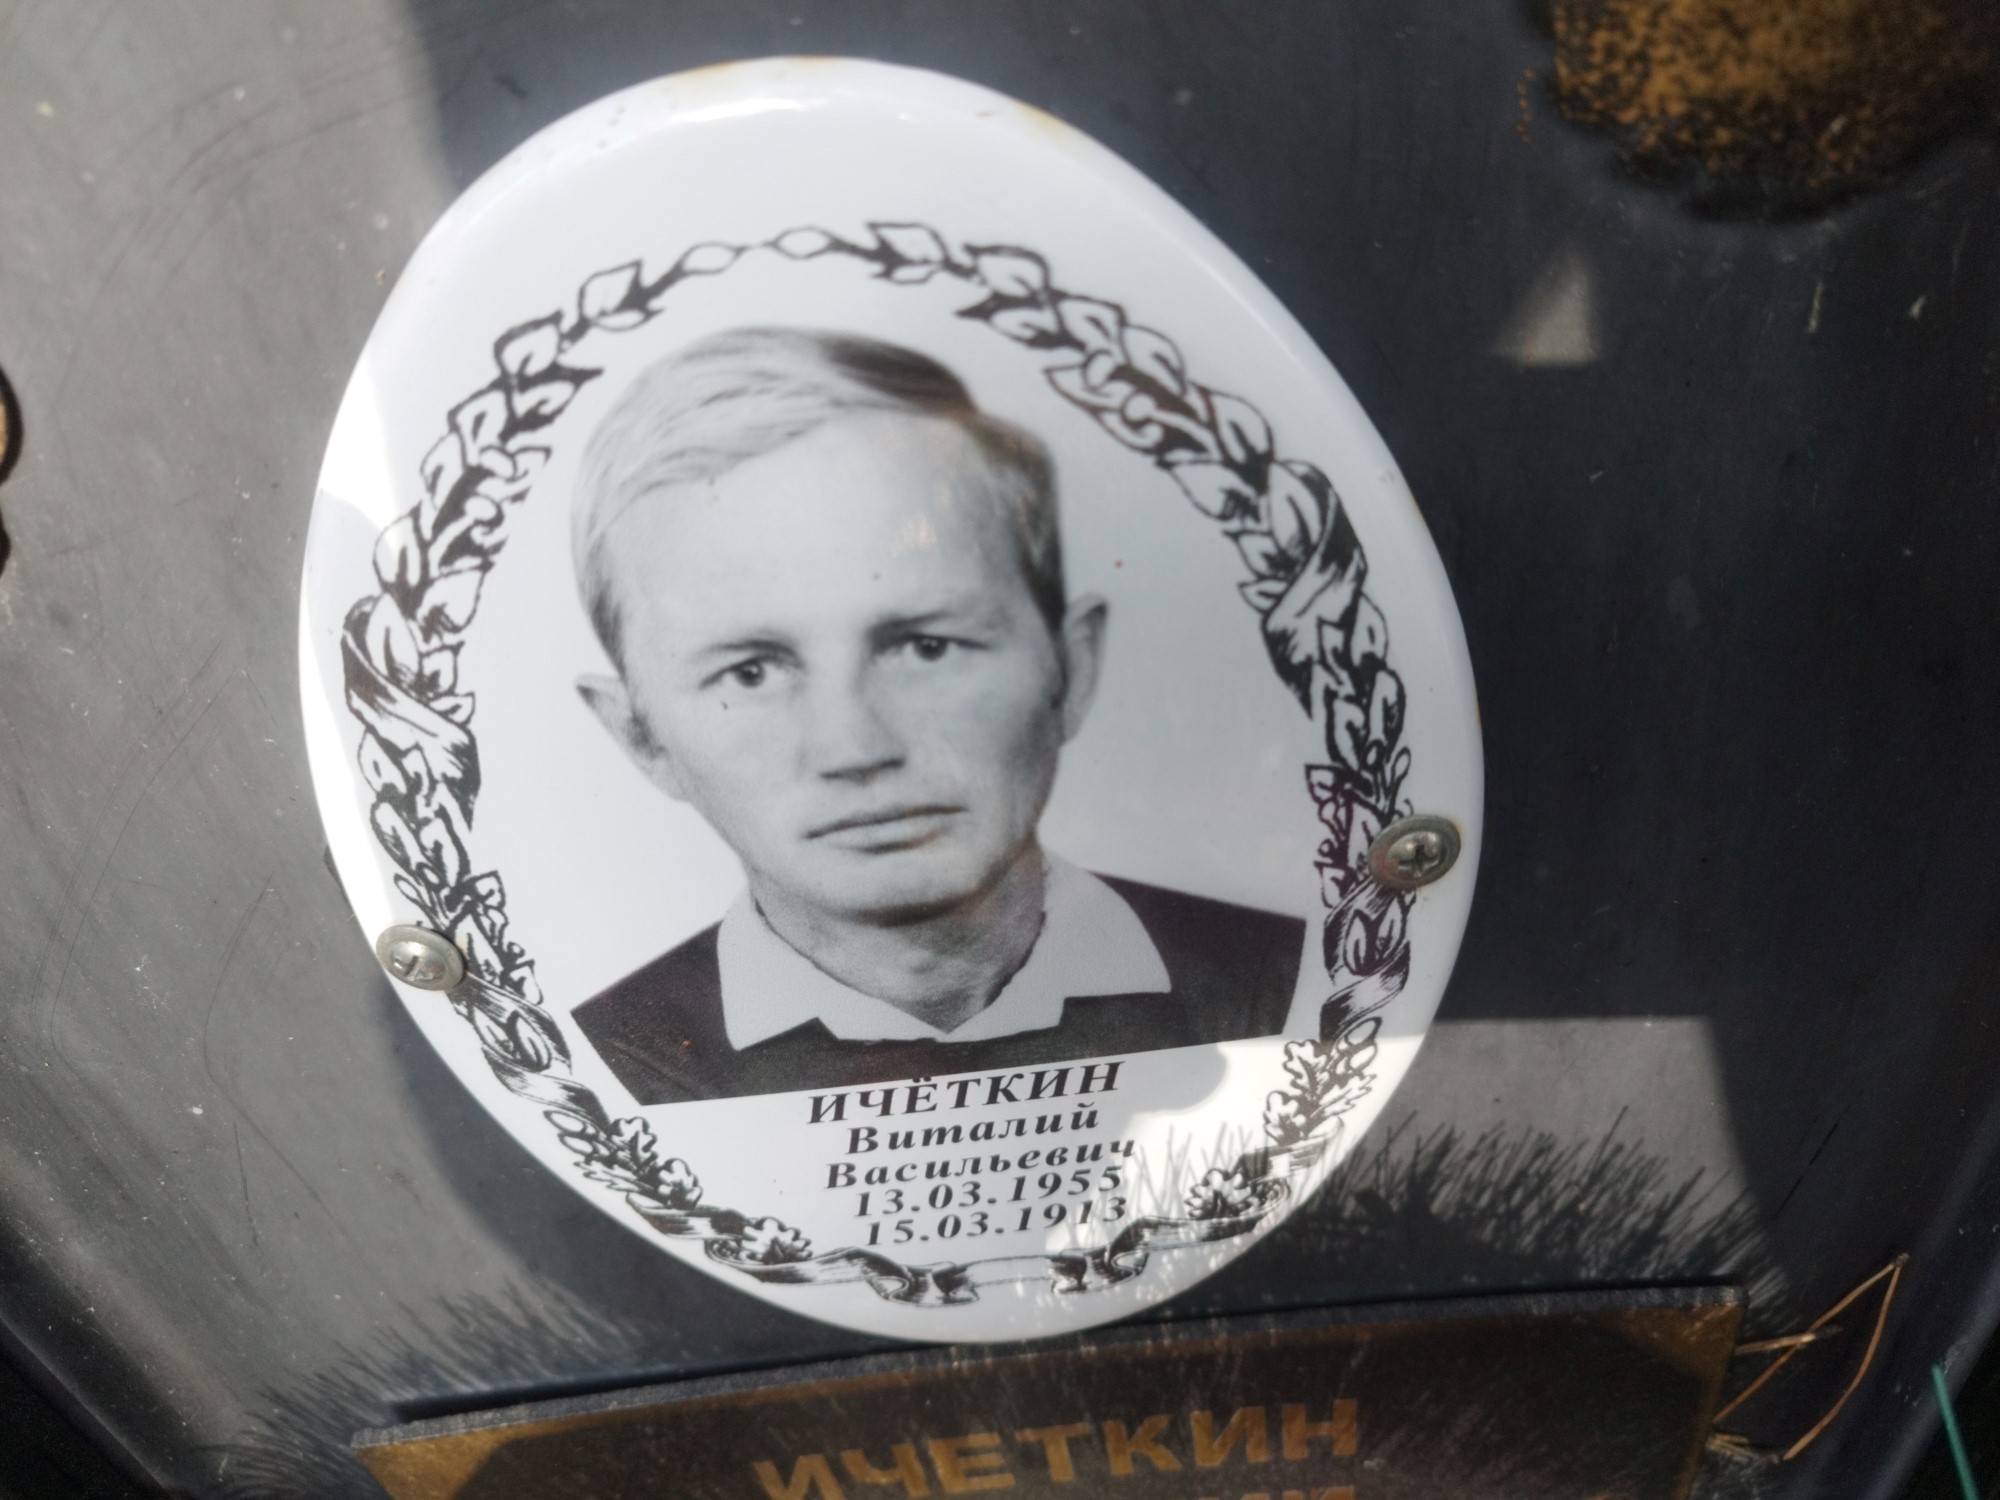 ИЧЁТКИН
Виталий
Васильевич
13.03.1955
15.03.1913
ИЧЕТКИН